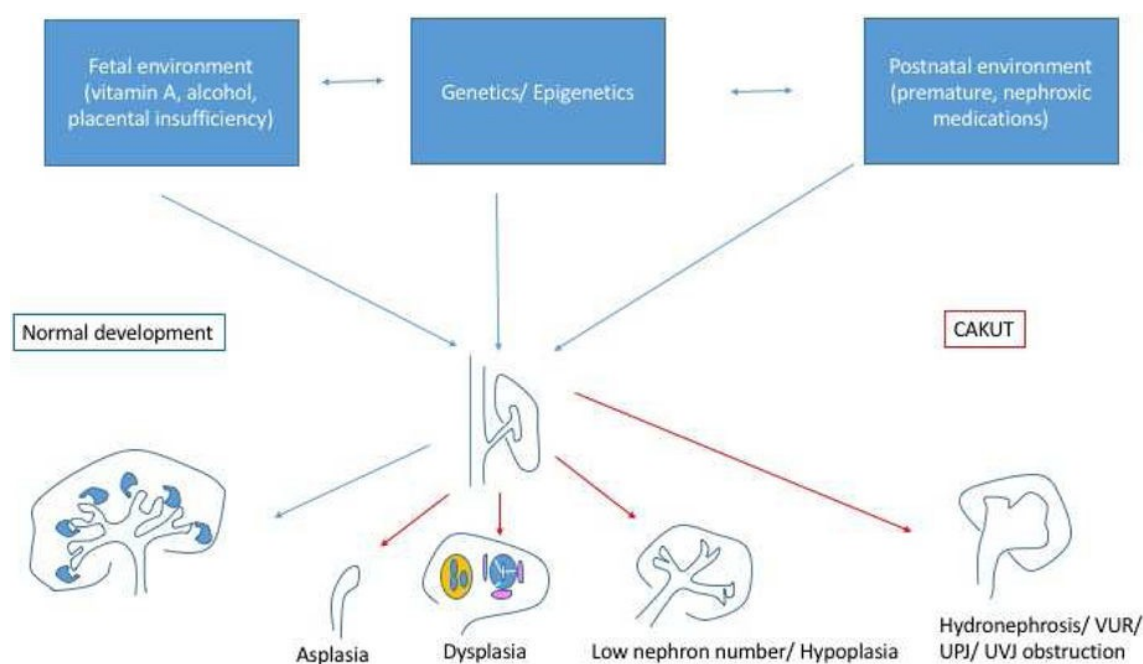 Fetal environment
(vitamin A, alcohol,
placental insufficiency)
Genetics/ Epigenetics
Postnatal environment
(premature, nephroxic
medications)
Normal development
CAKUT
Asplasia
Dysplasia
Low nephron number/ Hypoplasia
Hydronephrosis/ VUR/
UPJ/ UVJ obstruction